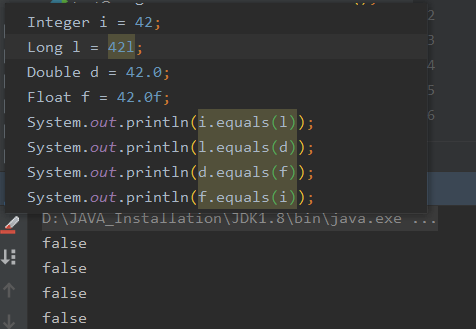 Integer i = 42;
Long l = 42l;
Double d = 42.0;
Float f = 42.0f;
System.out.println(i.equals(l));
System.out.println(l.equals(d));
System.out.println(d.equals(f));
System.out.println(f.equals(i));
2
3
4
5
6
D:\JAVA_Installation\JDK1.8\bin\java.exe ...
false
false
false
false